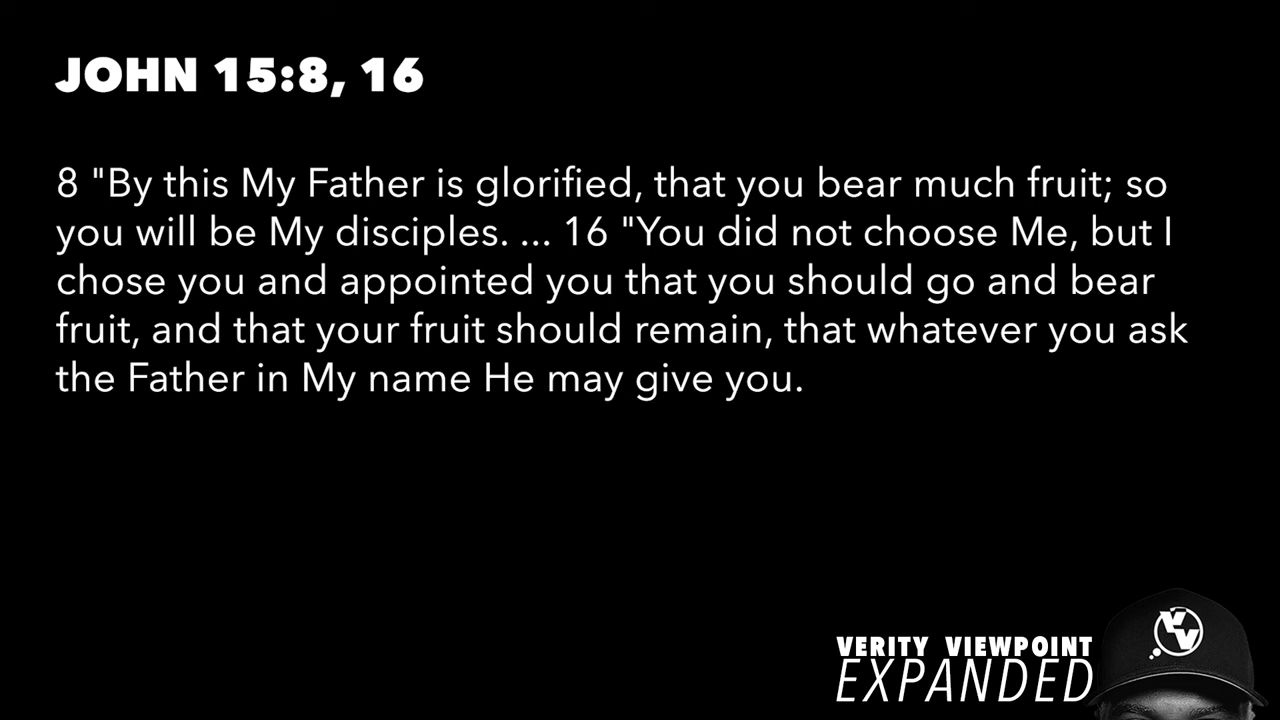 JOHN 15:8, 16
8 "By this My Father is glorified, that you bear much fruit; so
you will be My disciples. ... 16 "You did not choose Me, but I
chose you and appointed you that you should go and bear
fruit, and that your fruit should remain, that whatever you ask
the Father in My name He may give you.
VERITY VIEWPOINT
EXPANDED
VV